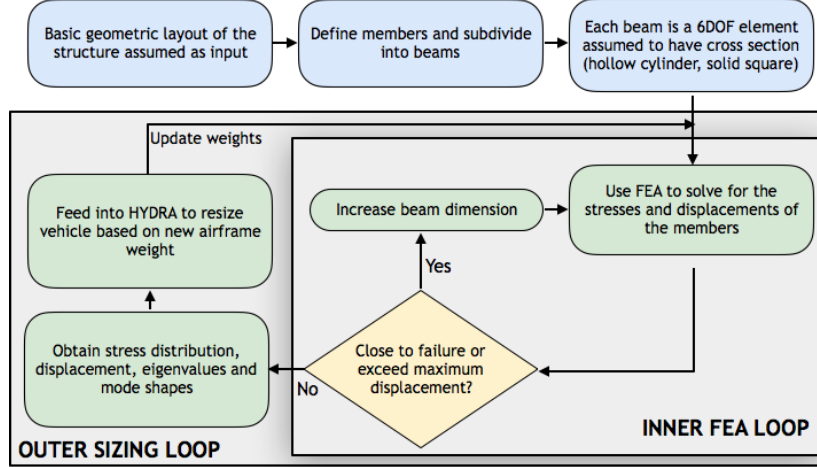 Basic geometric layout of the
structure assumed as input
Define members and subdivide
into beams
Each beam is a 6DOF element
assumed to have cross section
(hollow cylinder, solid square)
Update weights
Feed into HYDRA to resize
vehicle based on new airframe
weight
Increase beam dimension
Use FEA to solve for the
stresses and displacements of
the members
Yes
Obtain stress distribution,
displacement, eigenvalues and
mode shapes
Close to failure or
exceed maximum
displacement?
No
OUTER SIZING LOOP
INNER FEA LOOP